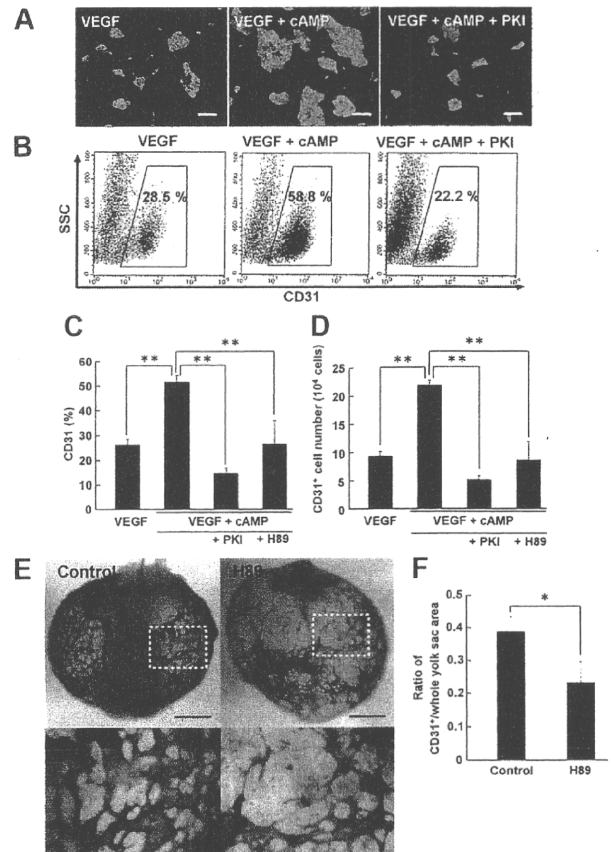 A
VEGF
VEGF + cAMP
VEGF + cAMP + PKI
B
VEGF
VEGF + cAMP
VEGF + cAMP + PKI
28.5 %
58.8 %
22.2 %
SSC
CD31
C
**
**
**
CD31 (%)
60
50
40
30
20
10
0
VEGF
VEGF + cAMP
+ PKI
+ H89
D
**
**
**
CD31⁺ cell number (10⁴ cells)
25
20
15
10
5
0
VEGF
VEGF + cAMP
+ PKI
+ H89
E
Control
H89
F
*
Ratio of
CD31⁺/whole yolk sac area
0.5
0.4
0.3
0.2
0.1
0
Control
H89